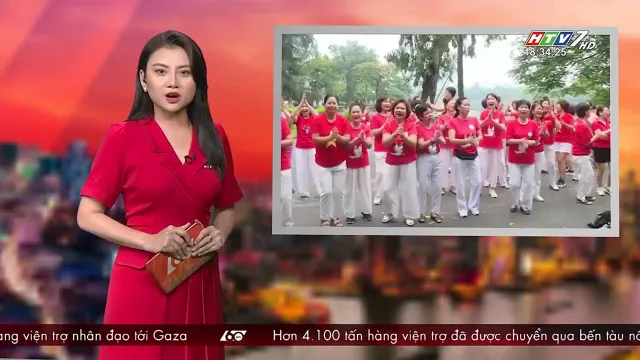 HTV7 HD
18:34:25
ang viện trợ nhân đạo tới Gaza 60 Hơn 4.100 tấn hàng viện trợ đã được chuyển qua bến tàu n